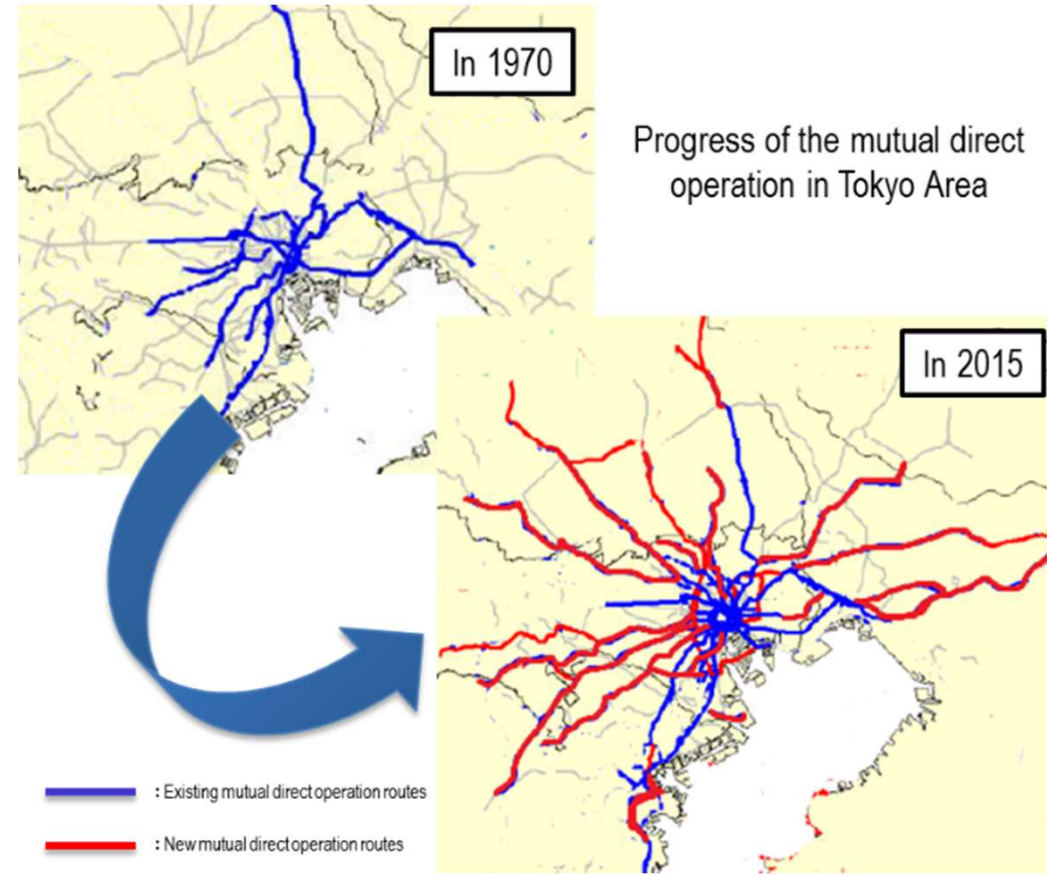 In 1970
Progress of the mutual direct
operation in Tokyo Area
In 2015
: Existing mutual direct operation routes
: New mutual direct operation routes